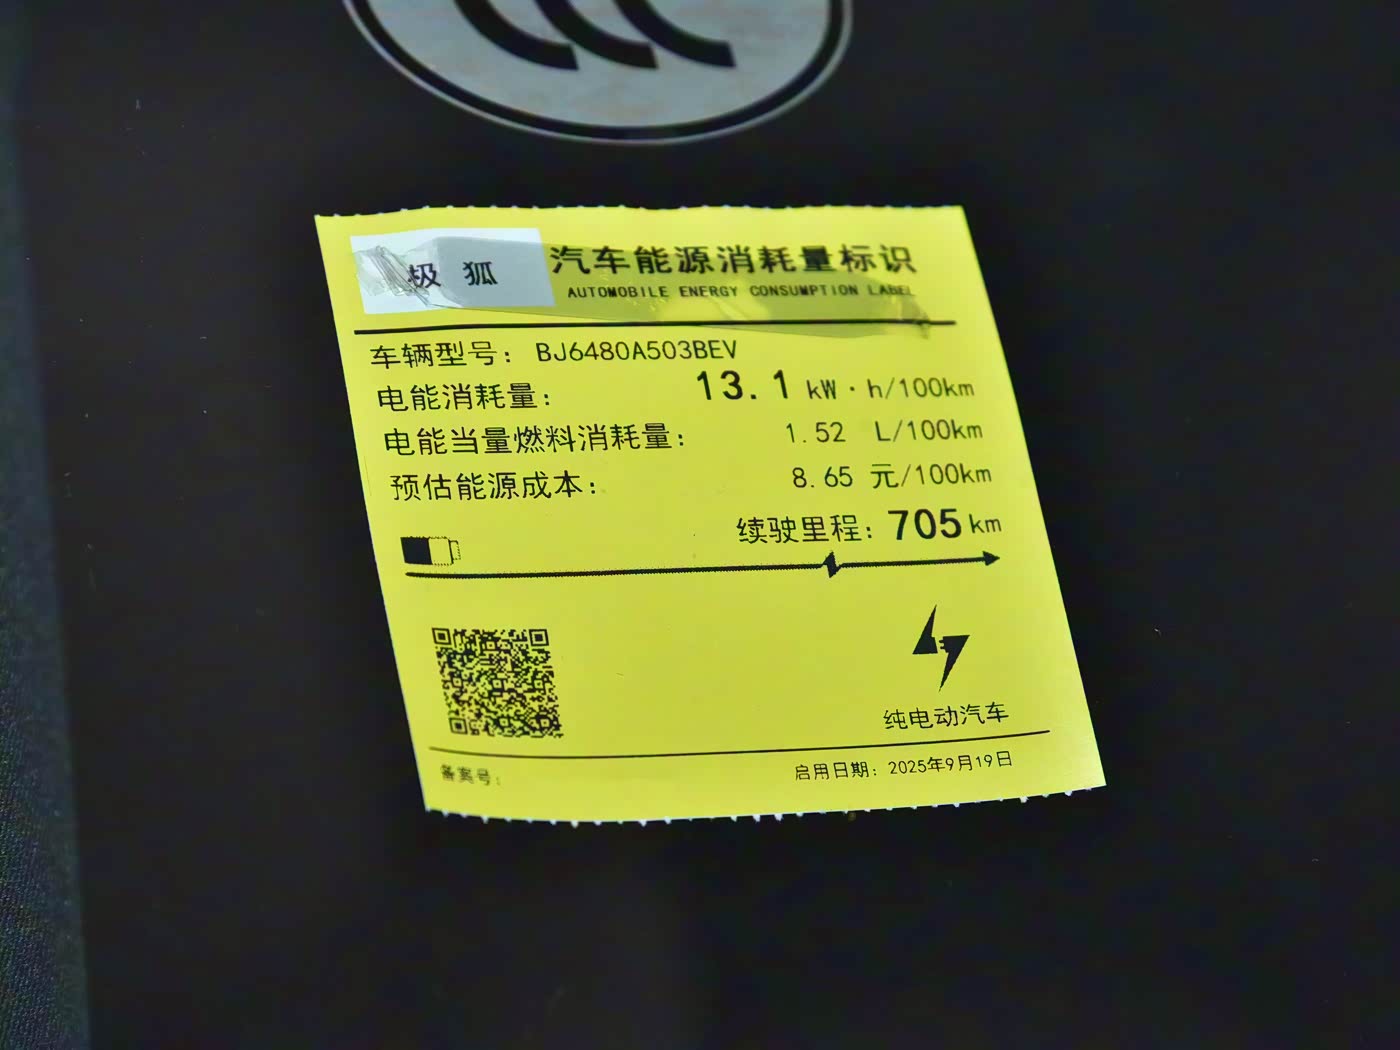 极 狐
汽车能源消耗量标识
AUTOMOBILE ENERGY CONSUMPTION LABEL
车辆型号： BJ6480A503BEV
电能消耗量： 13.1 kW·h/100km
电能当量燃料消耗量： 1.52 L/100km
预估能源成本： 8.65 元/100km
续驶里程：705km
纯电动汽车
备案号：
启用日期：2025年9月19日